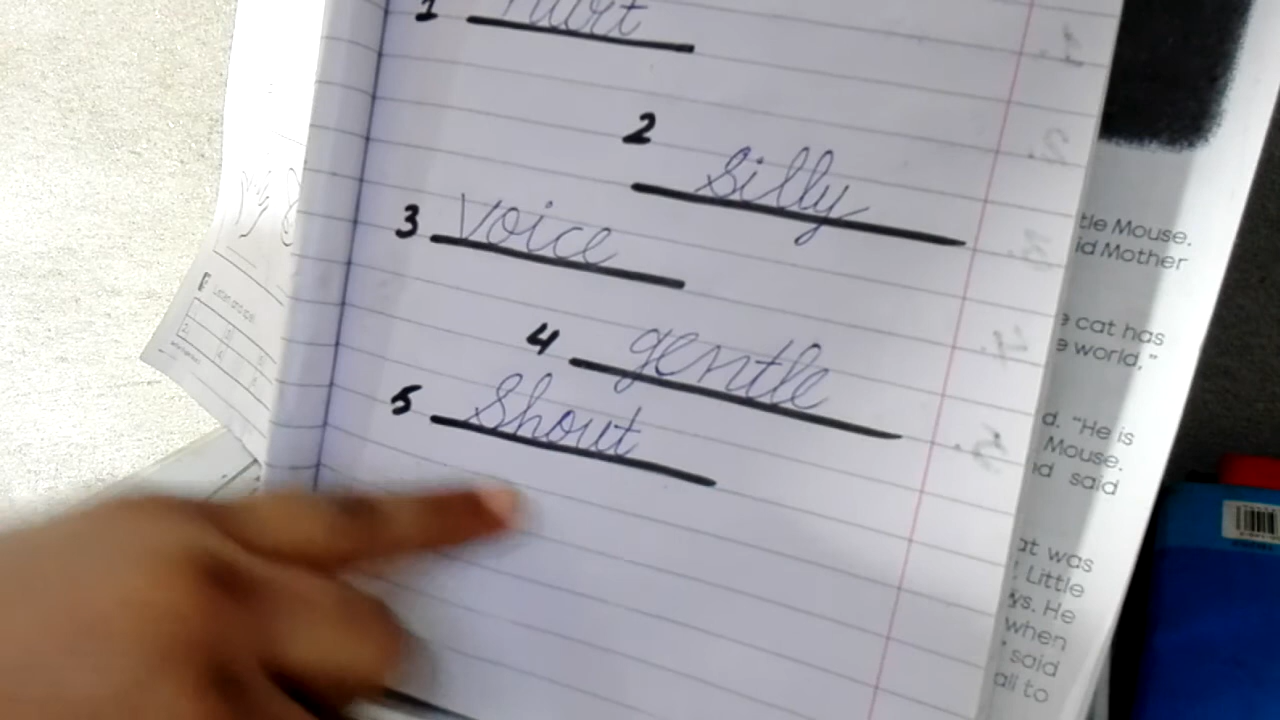 1 hurt
2 silly
3 voice
4 gentle
5 Shout
tle Mouse.
id Mother
cat has
world."
d. "He is
Mouse.
said
at was
Little
ys. He
when
said
all to